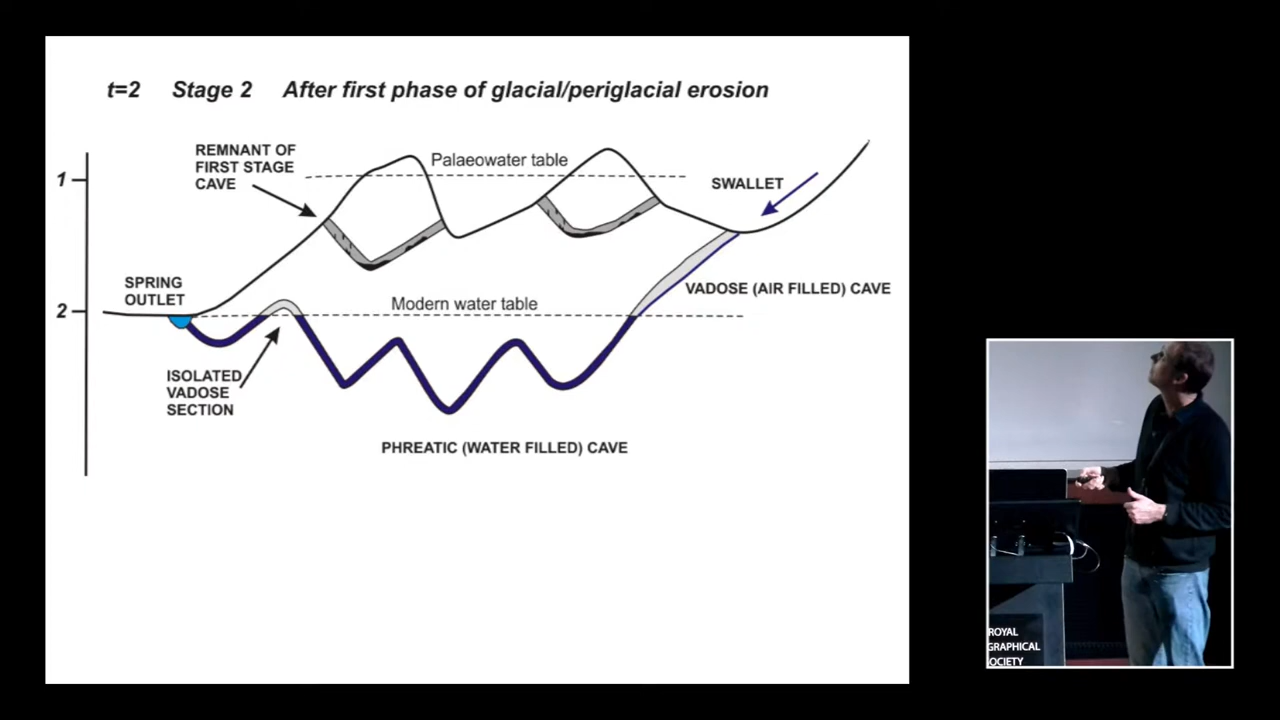 t=2 Stage 2 After first phase of glacial/periglacial erosion
REMNANT OF
FIRST STAGE
CAVE
Palaeowater table
1
SWALLET
SPRING
OUTLET
VADOSE (AIR FILLED) CAVE
2
Modern water table
ISOLATED
VADOSE
SECTION
PHREATIC (WATER FILLED) CAVE
ROYAL
GRAPHICAL
OCIETY